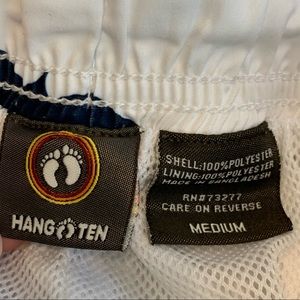 HANG TEN
SHELL:100% POLYESTER
LINING:100% POLYESTER
MADE IN BANGLADESH
RN#73277
CARE ON REVERSE
MEDIUM